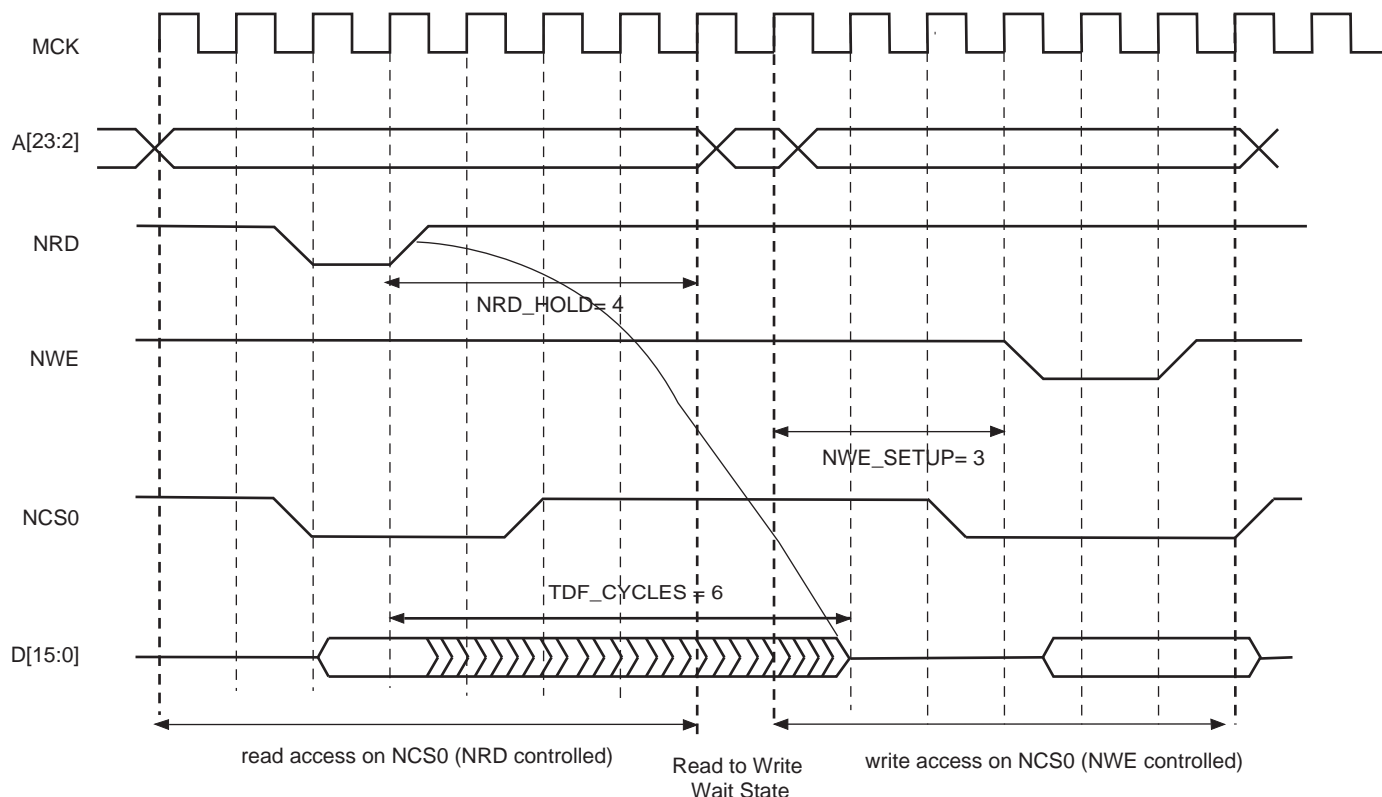 MCK
A[23:2]
NRD
NRD_HOLD= 4
NWE
NWE_SETUP= 3
NCS0
TDF_CYCLES = 6
D[15:0]
read access on NCS0 (NRD controlled)
Read to Write
Wait State
write access on NCS0 (NWE controlled)